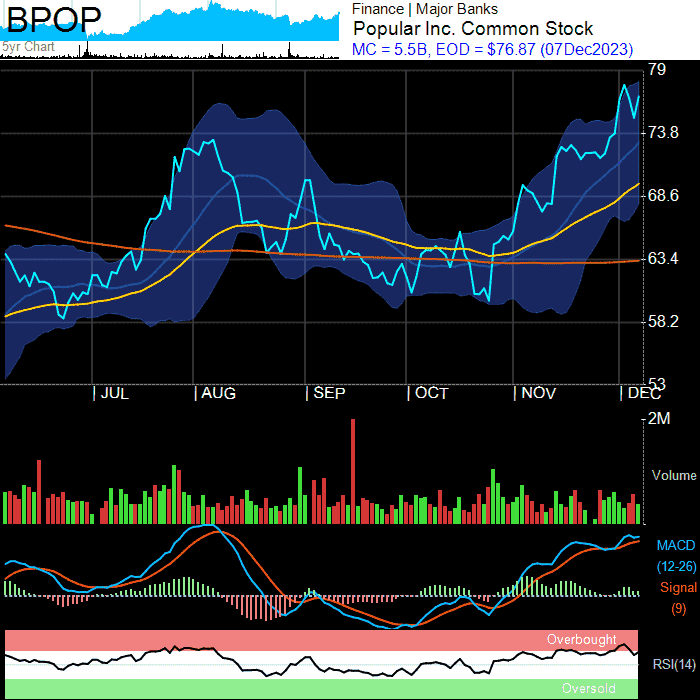 BPOP
5yr Chart
Finance | Major Banks
Popular Inc. Common Stock
MC = 5.5B, EOD = $76.87 (07Dec2023)
79
73.8
68.6
63.4
58.2
53
JUL AUG SEP OCT NOV DEC
2M
Volume
MACD
(12-26)
Signal
(9)
Overbought
RSI(14)
Oversold